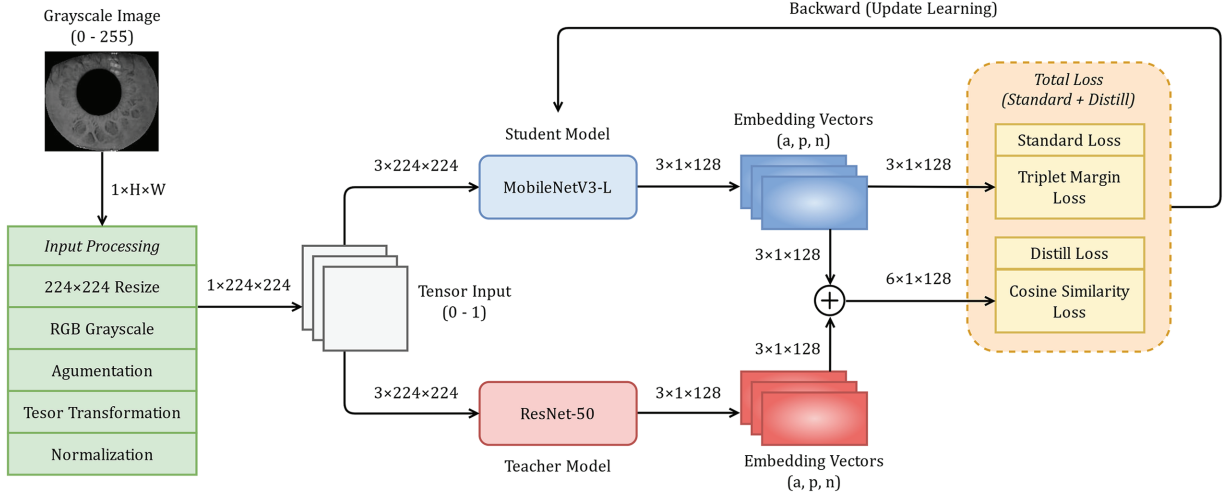 Grayscale Image
(0 - 255)
1×H×W
Input Processing
224×224 Resize
RGB Grayscale
Agumentation
Tesor Transformation
Normalization
1×224×224
Tensor Input
(0 - 1)
3×224×224
3×224×224
Student Model
MobileNetV3-L
ResNet-50
Teacher Model
3×1×128
3×1×128
Embedding Vectors
(a, p, n)
3×1×128
3×1×128
Embedding Vectors
(a, p, n)
3×1×128
6×1×128
Backward (Update Learning)
Total Loss
(Standard + Distill)
Standard Loss
Triplet Margin
Loss
Distill Loss
Cosine Similarity
Loss